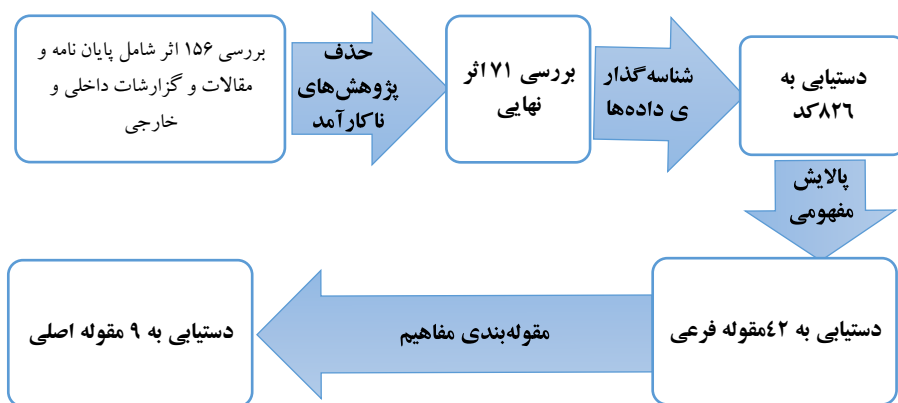 بررسی ۱۵۶ اثر شامل پایان نامه و
مقالات و گزارشات داخلی و
خارجی
حذف
پژوهش‌های
ناکارآمد
بررسی ۷۱اثر
نهایی
شناسه‌گذار
ی داده‌ها
دستیابی به
۸۲۶کد
پالایش
مفهومی
دستیابی به ۴۲مقوله فرعی
مقوله‌بندی مفاهیم
دستیابی به ۹ مقوله اصلی